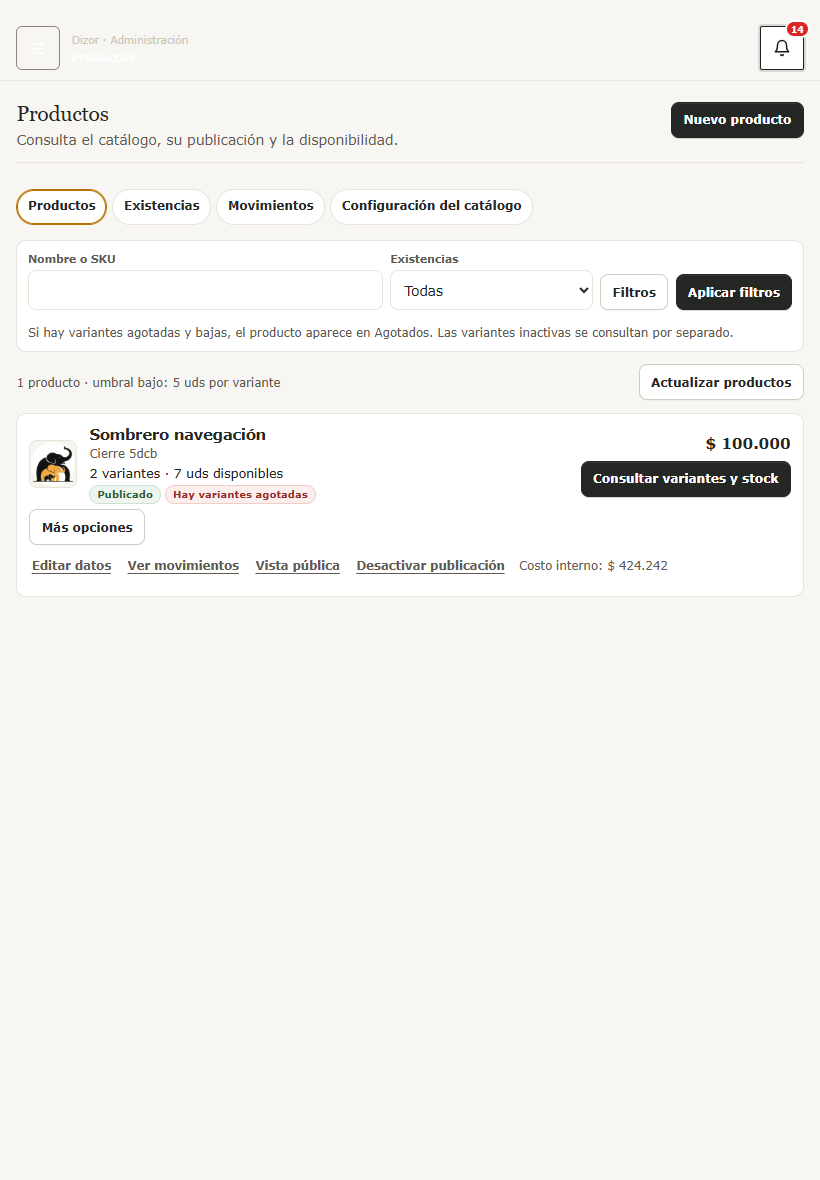 Dizor · Administración
Productos
14
Productos
Consulta el catálogo, su publicación y la disponibilidad.
Nuevo producto
Productos
Existencias
Movimientos
Configuración del catálogo
Nombre o SKU
Existencias
Todas
Filtros
Aplicar filtros
Si hay variantes agotadas y bajas, el producto aparece en Agotados. Las variantes inactivas se consultan por separado.
1 producto · umbral bajo: 5 uds por variante
Actualizar productos
Sombrero navegación
Cierre 5dcb
2 variantes · 7 uds disponibles
Publicado
Hay variantes agotadas
$ 100.000
Consultar variantes y stock
Más opciones
Editar datos
Ver movimientos
Vista pública
Desactivar publicación
Costo interno: $ 424.242